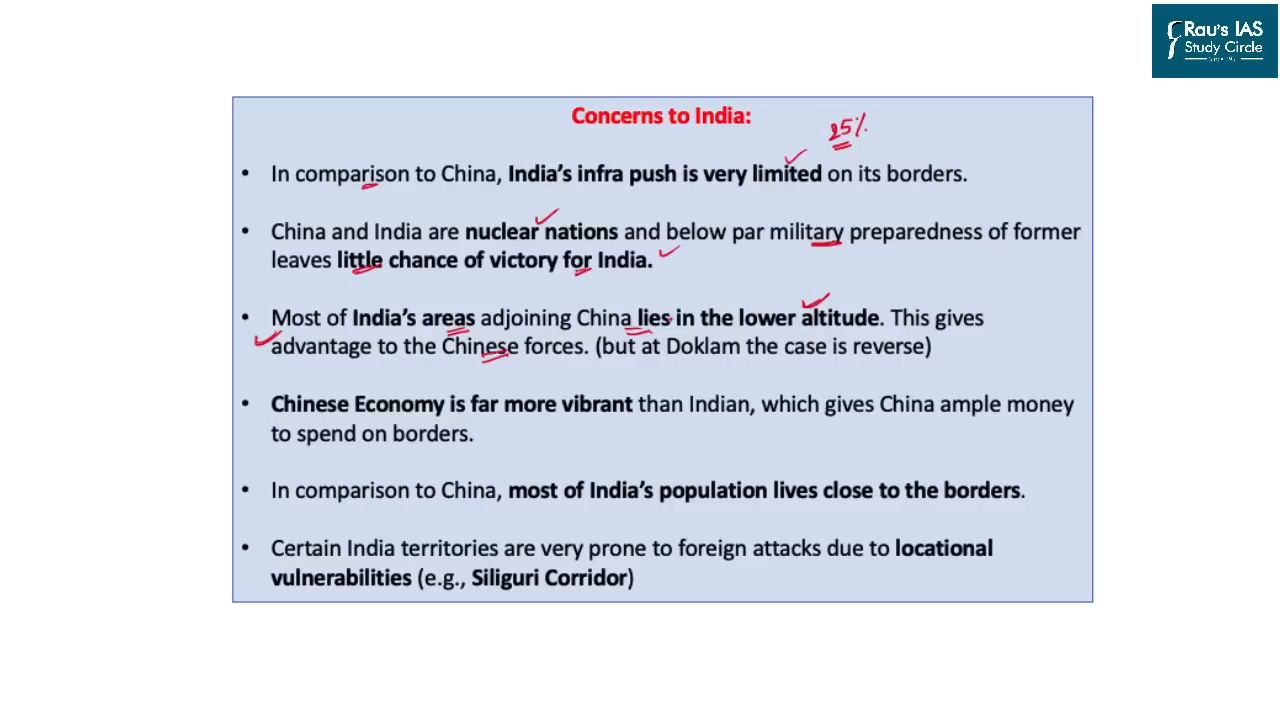 Rau's IAS
Study Circle
Concerns to India:
25%
• In comparison to China, India's infra push is very limited on its borders.
• China and India are nuclear nations and below par military preparedness of former
leaves little chance of victory for India.
• Most of India's areas adjoining China lies in the lower altitude. This gives
advantage to the Chinese forces. (but at Doklam the case is reverse)
• Chinese Economy is far more vibrant than Indian, which gives China ample money
to spend on borders.
• In comparison to China, most of India's population lives close to the borders.
• Certain India territories are very prone to foreign attacks due to locational
vulnerabilities (e.g., Siliguri Corridor)